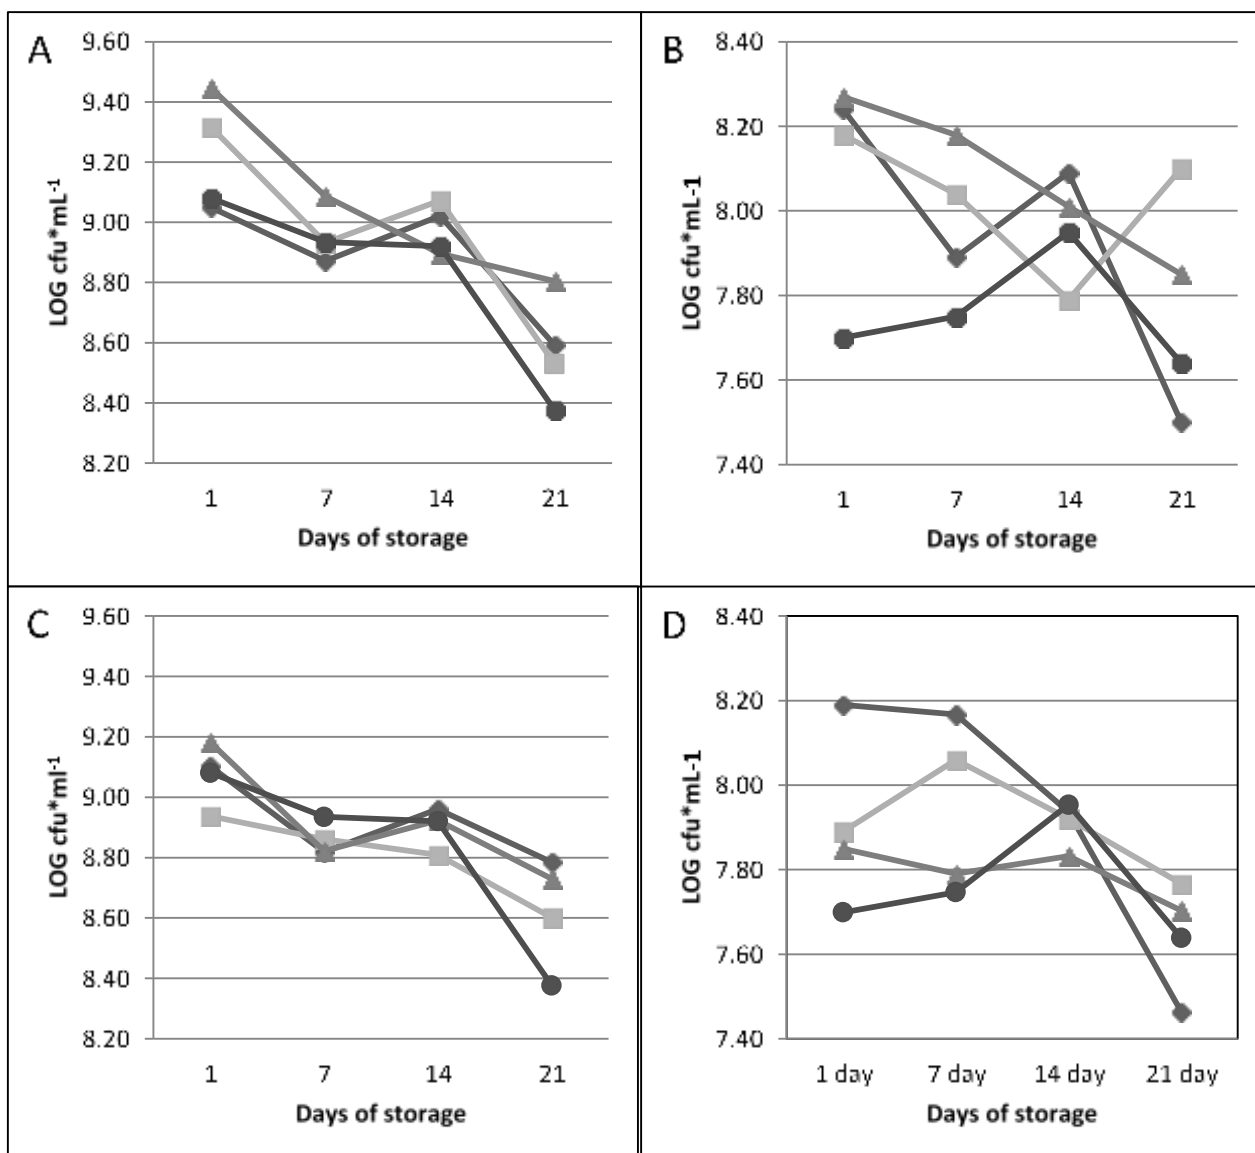 A
9.60
9.40
9.20
9.00
8.80
8.60
8.40
8.20
LOG cfu*mL-1
1 7 14 21
Days of storage
B
8.40
8.20
8.00
7.80
7.60
7.40
LOG cfu*mL-1
1 7 14 21
Days of storage
C
9.60
9.40
9.20
9.00
8.80
8.60
8.40
8.20
LOG cfu*ml-1
1 7 14 21
Days of storage
D
8.40
8.20
8.00
7.80
7.60
7.40
LOG cfu*mL-1
1 day 7 day 14 day 21 day
Days of storage